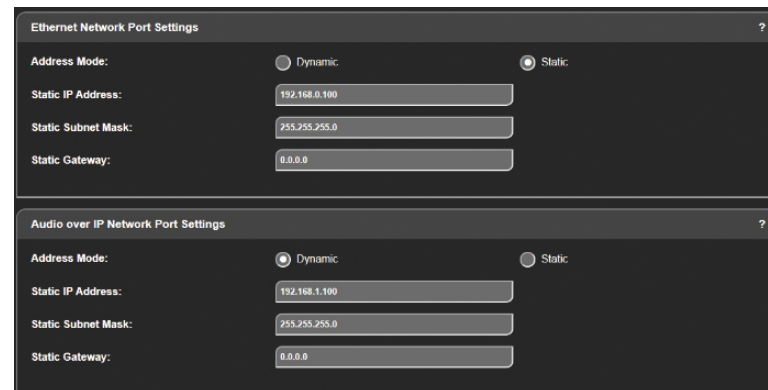 Ethernet Network Port Settings ?
Address Mode: Dynamic Static
Static IP Address: 192.168.0.100
Static Subnet Mask: 255.255.255.0
Static Gateway: 0.0.0.0
Audio over IP Network Port Settings ?
Address Mode: Dynamic Static
Static IP Address: 192.168.1.100
Static Subnet Mask: 255.255.255.0
Static Gateway: 0.0.0.0